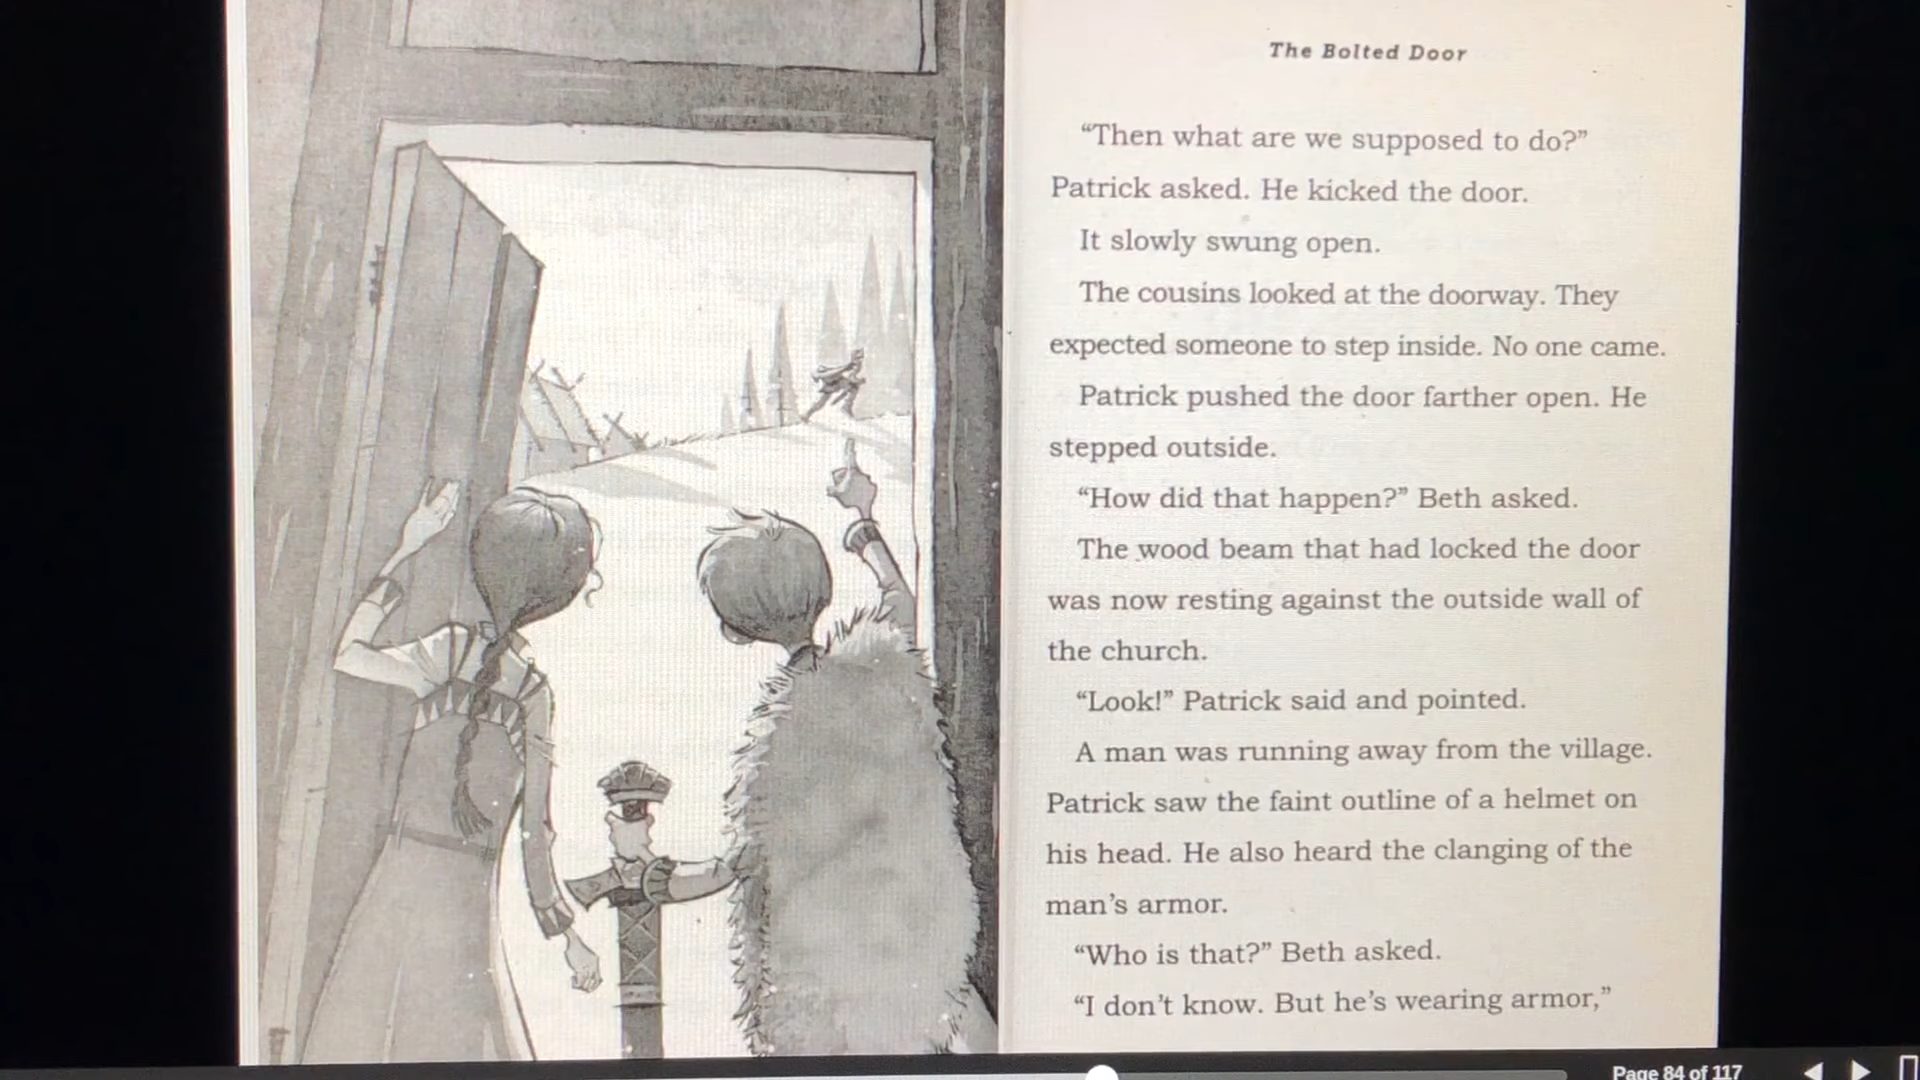 The Bolted Door
“Then what are we supposed to do?”
Patrick asked. He kicked the door.
It slowly swung open.
The cousins looked at the doorway. They
expected someone to step inside. No one came.
Patrick pushed the door farther open. He
stepped outside.
“How did that happen?” Beth asked.
The wood beam that had locked the door
was now resting against the outside wall of
the church.
“Look!” Patrick said and pointed.
A man was running away from the village.
Patrick saw the faint outline of a helmet on
his head. He also heard the clanging of the
man’s armor.
“Who is that?” Beth asked.
“I don’t know. But he’s wearing armor,”
Page 84 of 117